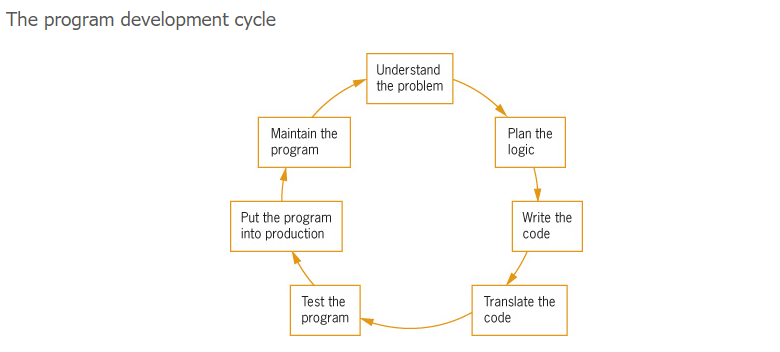 The program development cycle
Understand
the problem
Plan the
logic
Write the
code
Translate the
code
Test the
program
Put the program
into production
Maintain the
program